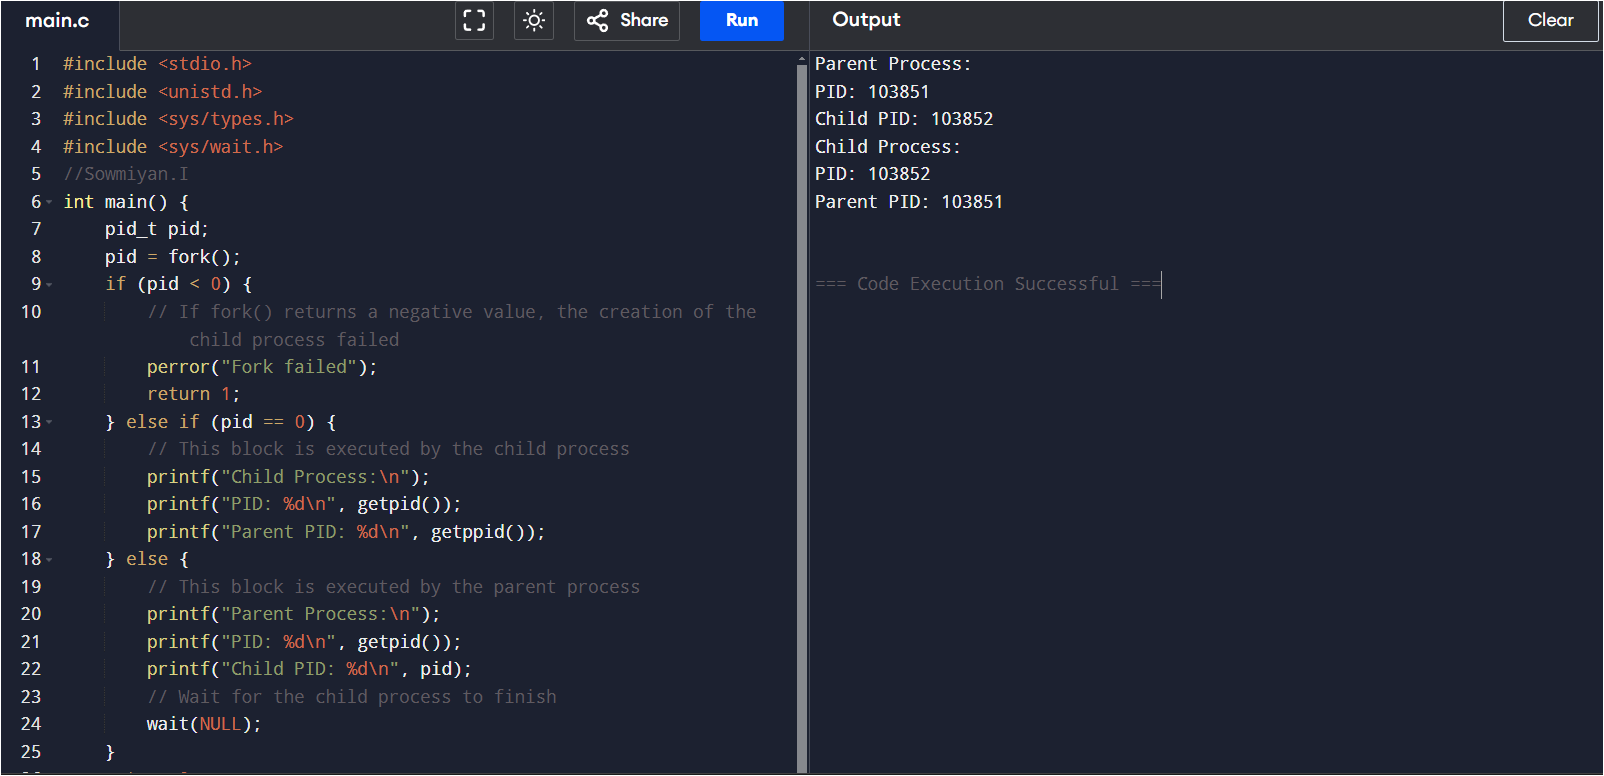 main.c
Share
Run
Output
Clear
1 #include <stdio.h>
2 #include <unistd.h>
3 #include <sys/types.h>
4 #include <sys/wait.h>
5 //Sowmiyan.I
6 int main() {
7     pid_t pid;
8     pid = fork();
9     if (pid < 0) {
10         // If fork() returns a negative value, the creation of the
            child process failed
11         perror("Fork failed");
12         return 1;
13     } else if (pid == 0) {
14         // This block is executed by the child process
15         printf("Child Process:\n");
16         printf("PID: %d\n", getpid());
17         printf("Parent PID: %d\n", getppid());
18     } else {
19         // This block is executed by the parent process
20         printf("Parent Process:\n");
21         printf("PID: %d\n", getpid());
22         printf("Child PID: %d\n", pid);
23         // Wait for the child process to finish
24         wait(NULL);
25     }
Parent Process:
PID: 103851
Child PID: 103852
Child Process:
PID: 103852
Parent PID: 103851
=== Code Execution Successful ===